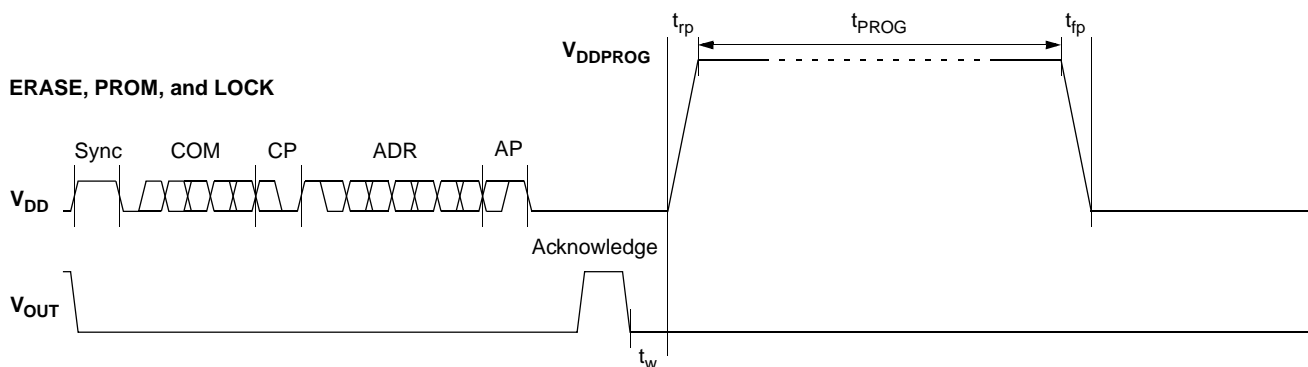 t_rp t_PROG t_fp
V_DDPROG
ERASE, PROM, and LOCK
Sync COM CP ADR AP
V_DD
Acknowledge
V_OUT
t_w